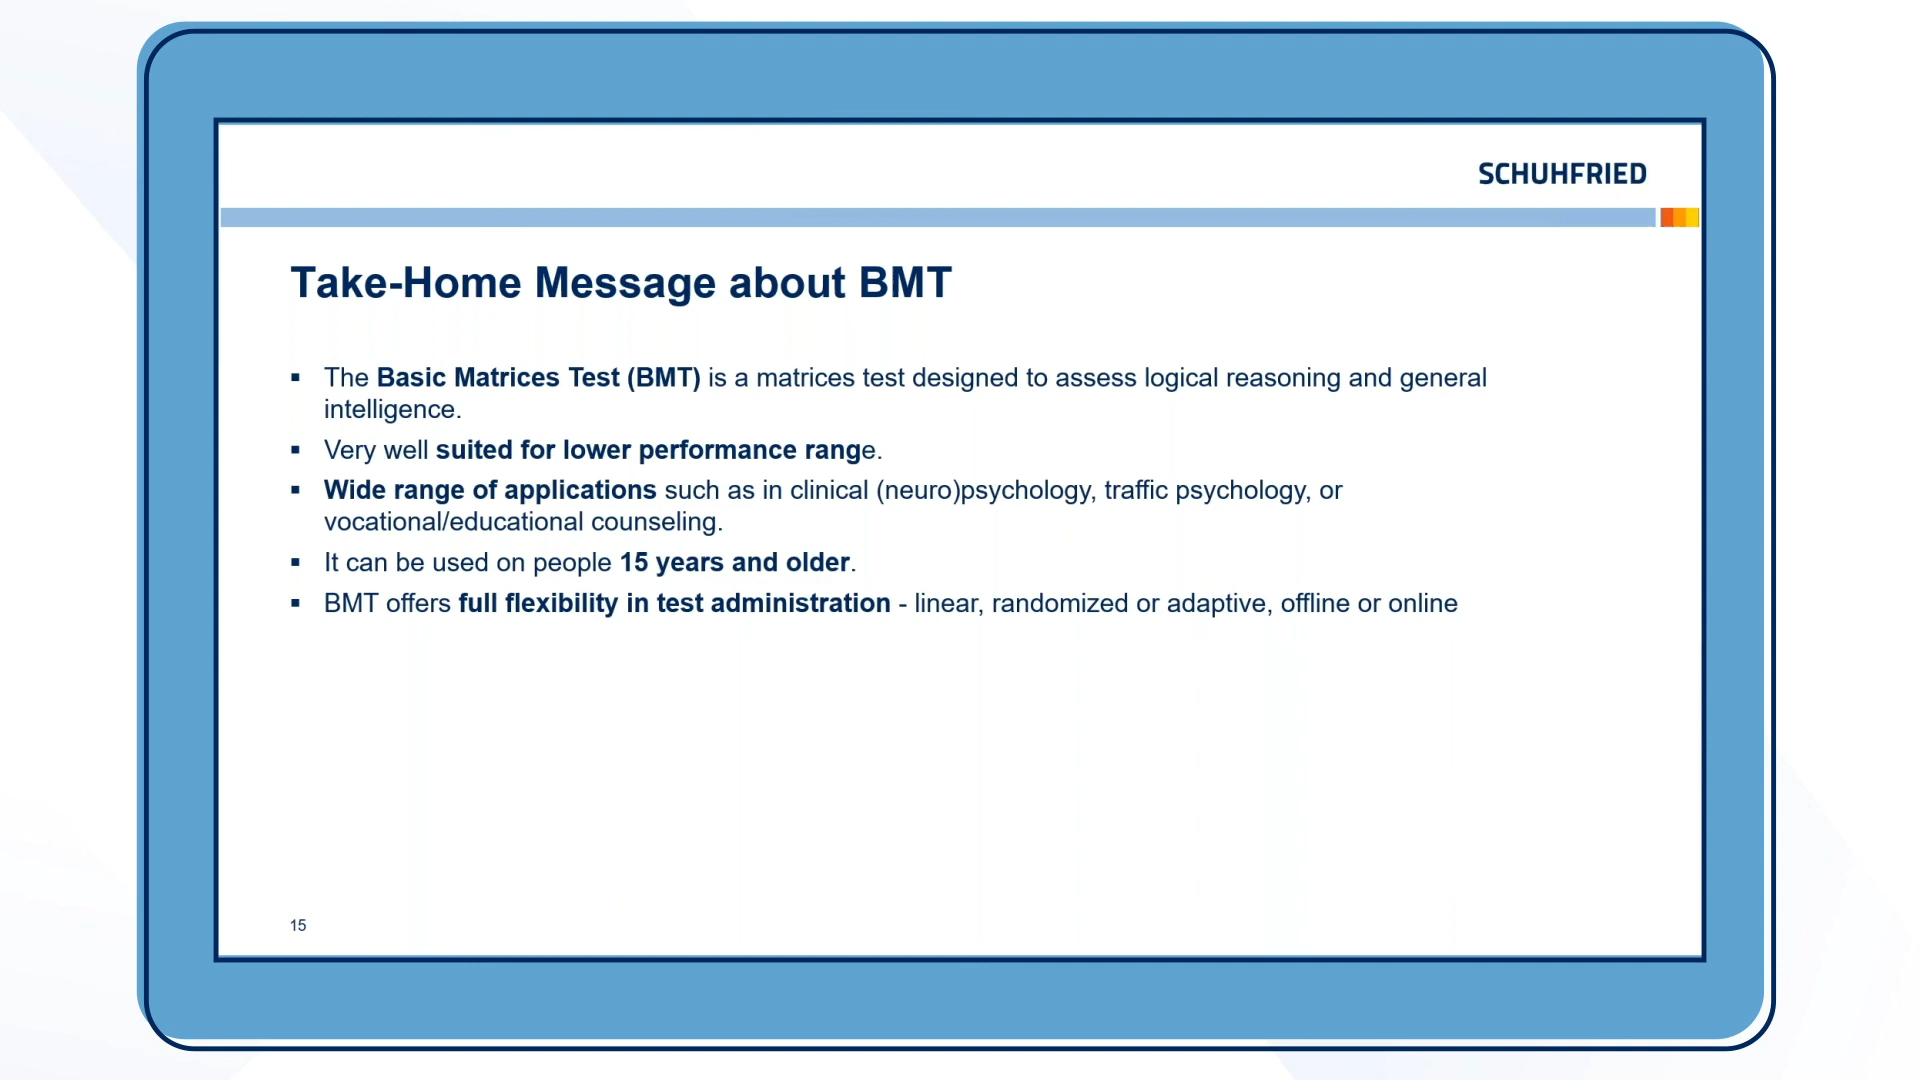 SCHUHFRIED
Take-Home Message about BMT
▪ The Basic Matrices Test (BMT) is a matrices test designed to assess logical reasoning and general
intelligence.
▪ Very well suited for lower performance range.
▪ Wide range of applications such as in clinical (neuro)psychology, traffic psychology, or
vocational/educational counseling.
▪ It can be used on people 15 years and older.
▪ BMT offers full flexibility in test administration - linear, randomized or adaptive, offline or online
15